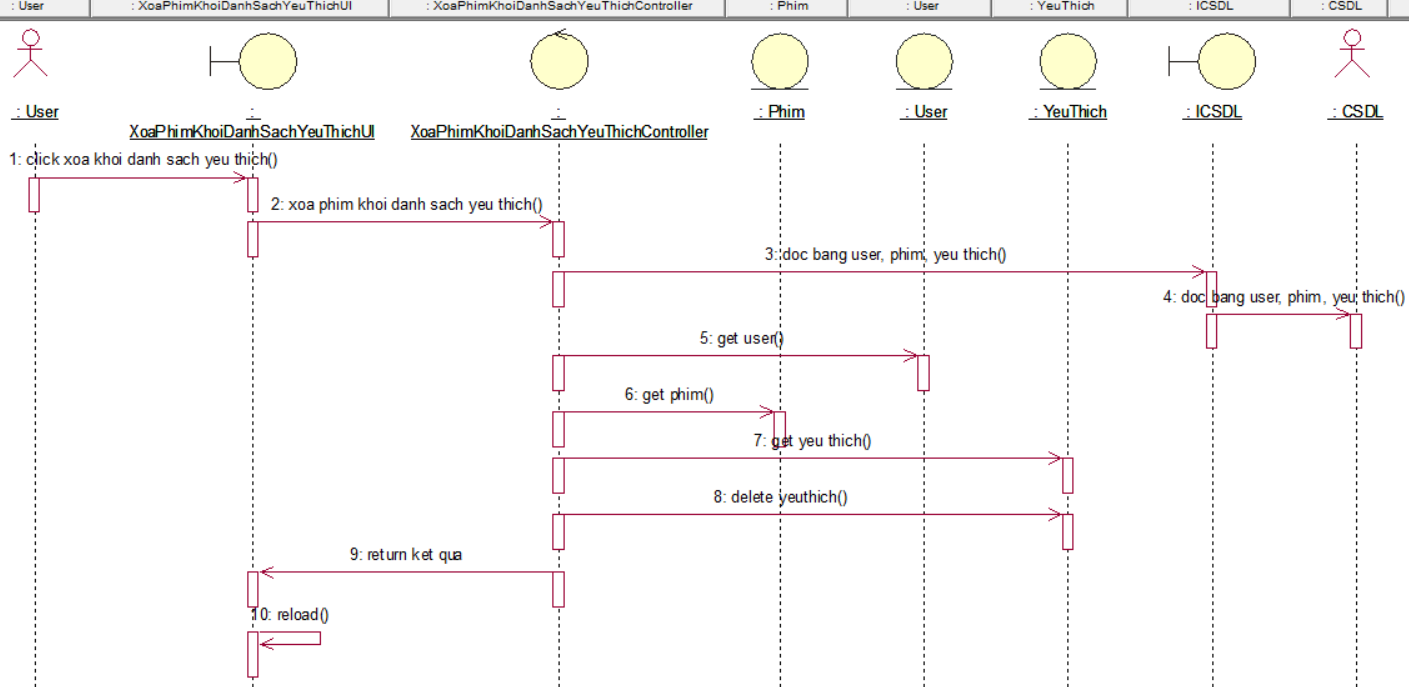 : User
: XoaPhimKhoiDanhSachYeuThichUI
: XoaPhimKhoiDanhSachYeuThichController
: Phim
: User
: YeuThich
: ICSDL
: CSDL
: User
:
XoaPhimKhoiDanhSachYeuThichUI
:
XoaPhimKhoiDanhSachYeuThichController
: Phim
: User
: YeuThich
: ICSDL
: CSDL
1: click xoa khoi danh sach yeu thich()
2: xoa phim khoi danh sach yeu thich()
3: doc bang user, phim, yeu thich()
4: doc bang user, phim, yeu thich()
5: get user()
6: get phim()
7: get yeu thich()
8: delete yeuthich()
9: return ket qua
10: reload()